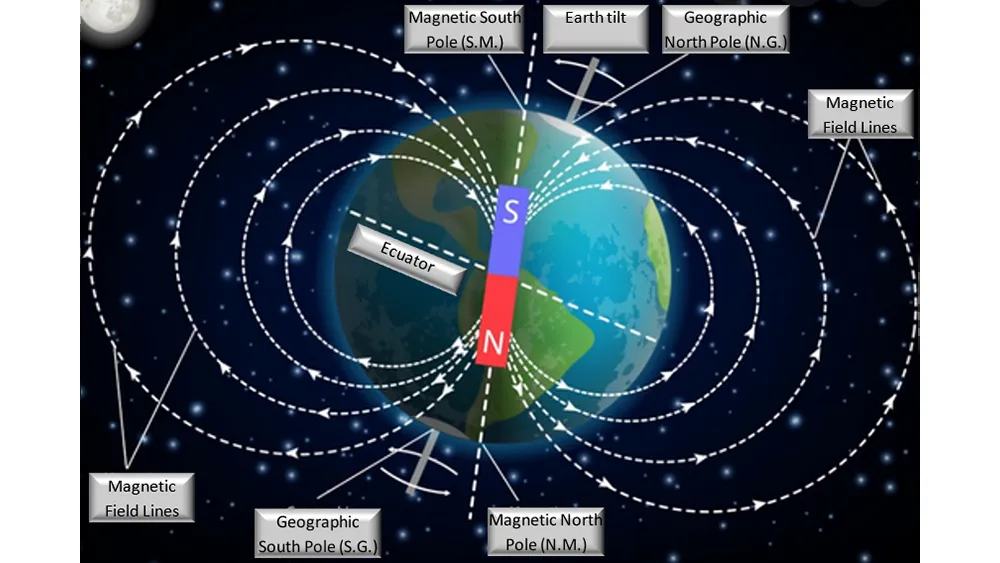 Magnetic South
Pole (S.M.)
Earth tilt
Geographic
North Pole (N.G.)
Magnetic
Field Lines
S
Ecuator
N
Magnetic
Field Lines
Geographic
South Pole (S.G.)
Magnetic North
Pole (N.M.)